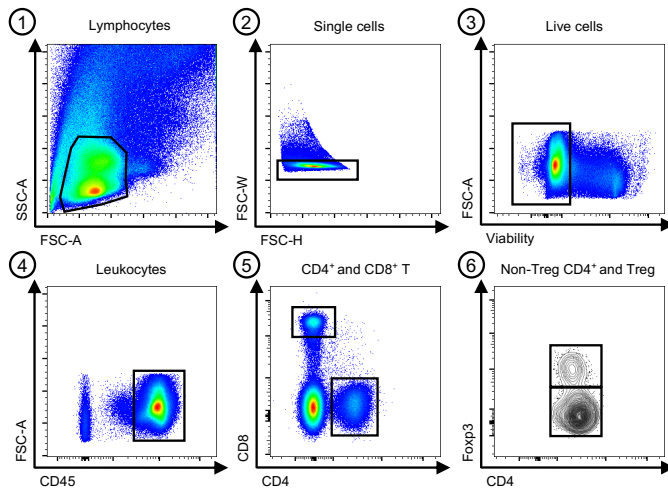 1 Lymphocytes
SSC-A
FSC-A
2 Single cells
FSC-W
FSC-H
3 Live cells
FSC-A
Viability
4 Leukocytes
FSC-A
CD45
5 CD4⁺ and CD8⁺ T
CD8
CD4
6 Non-Treg CD4⁺ and Treg
Foxp3
CD4